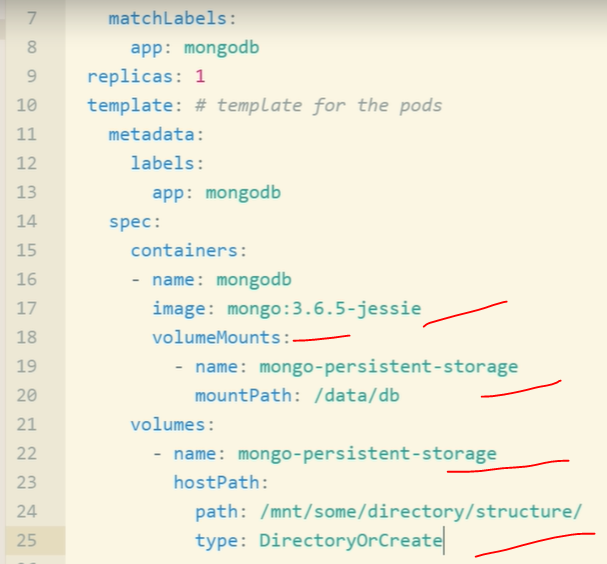 7 matchLabels:
8 app: mongodb
9 replicas: 1
10 template: # template for the pods
11 metadata:
12 labels:
13 app: mongodb
14 spec:
15 containers:
16 - name: mongodb
17 image: mongo:3.6.5-jessie
18 volumeMounts:
19 - name: mongo-persistent-storage
20 mountPath: /data/db
21 volumes:
22 - name: mongo-persistent-storage
23 hostPath:
24 path: /mnt/some/directory/structure/
25 type: DirectoryOrCreate